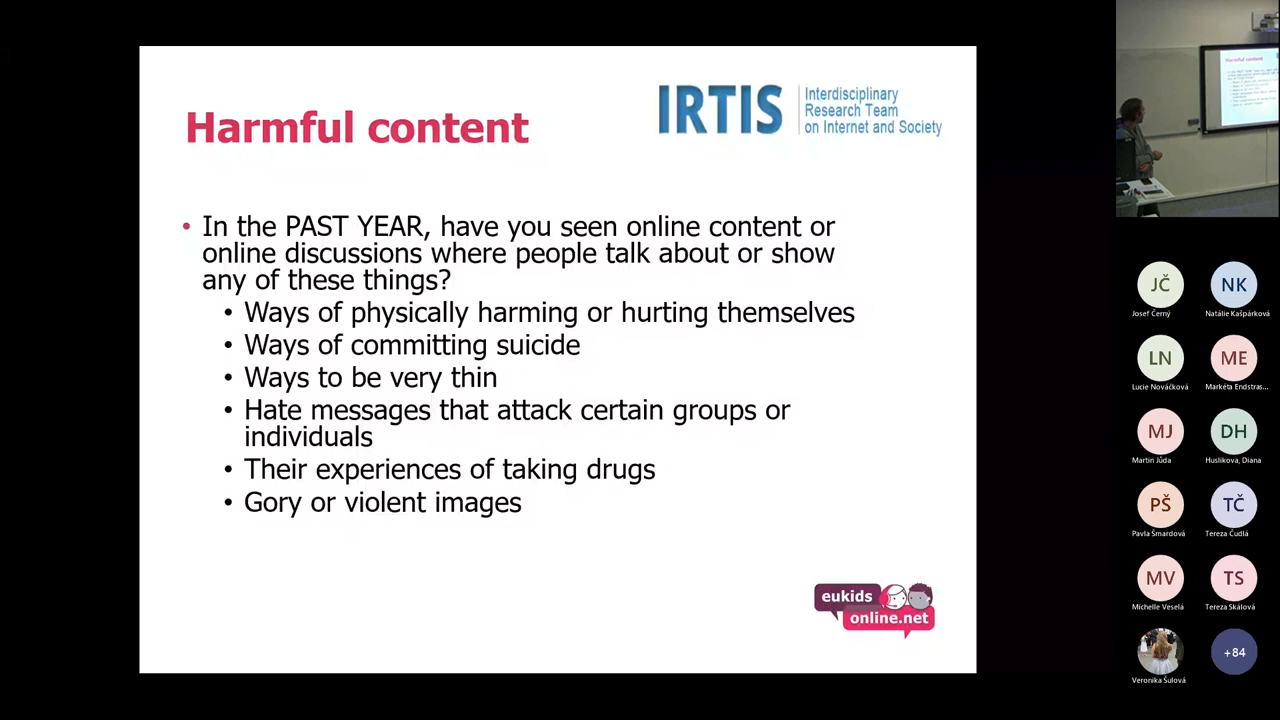 Harmful content
IRTIS
Interdisciplinary
Research Team
on Internet and Society
• In the PAST YEAR, have you seen online content or
online discussions where people talk about or show
any of these things?
• Ways of physically harming or hurting themselves
• Ways of committing suicide
• Ways to be very thin
• Hate messages that attack certain groups or
individuals
• Their experiences of taking drugs
• Gory or violent images
eukids
online.net
Harmful content
JČ
Josef Černý
NK
Natálie Kašpárková
LN
Lucie Nováčková
ME
Markéta Endstras...
MJ
Martin Jůda
DH
Huslikova, Diana
PŠ
Pavla Šmardová
TČ
Tereza Čudlá
MV
Michelle Veselá
TS
Tereza Skálová
Veronika Šulová
+84